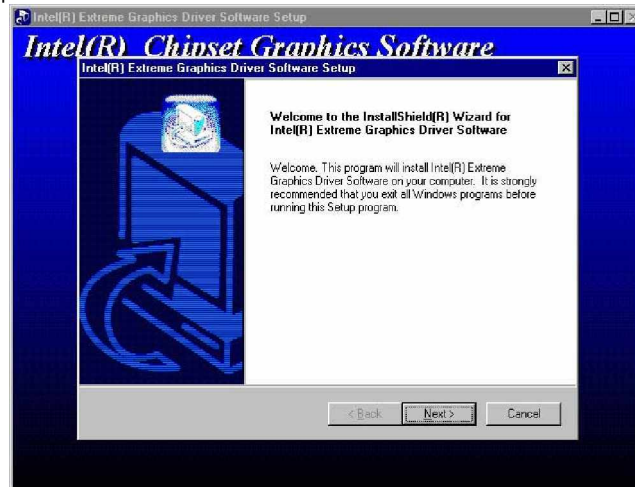 Intel(R) Extreme Graphics Driver Software Setup
Intel(R) Chipset Graphics Software
Intel(R) Extreme Graphics Driver Software Setup
Welcome to the InstallShield(R) Wizard for
Intel(R) Extreme Graphics Driver Software
Welcome. This program will install Intel(R) Extreme
Graphics Driver Software on your computer. It is strongly
recommended that you exit all Windows programs before
running this Setup program.
< Back Next > Cancel